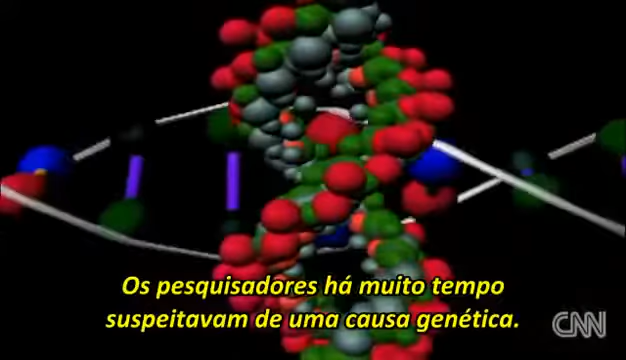 Os pesquisadores há muito tempo
suspeitavam de uma causa genética.
CNN